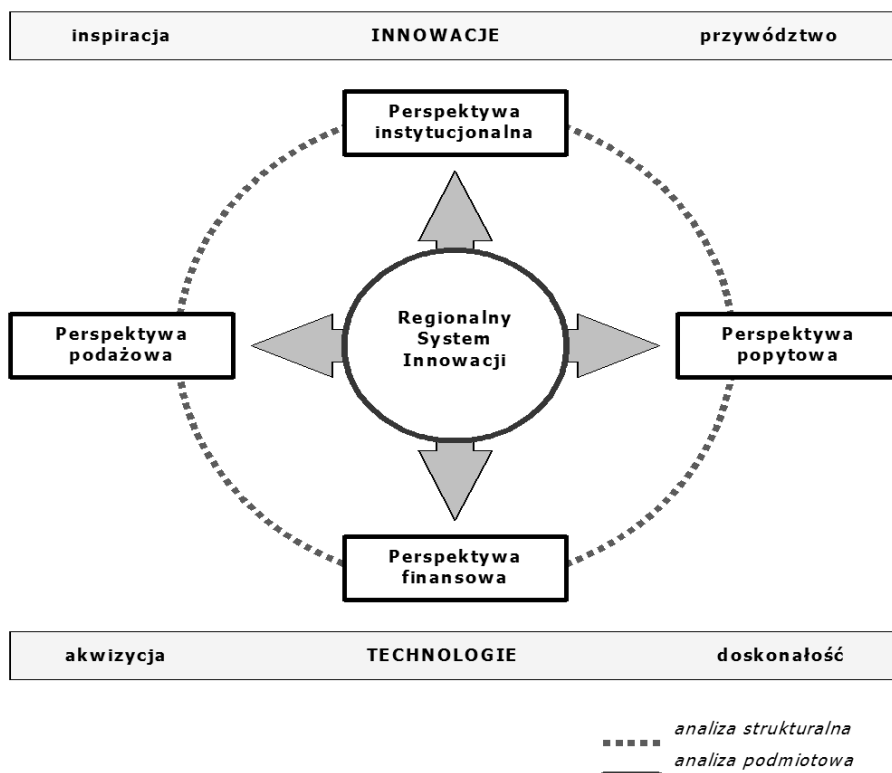 inspiracja INNOWACJE przywództwo
Perspektywa
instytucjonalna
Perspektywa
podażowa
Regionalny
System
Innowacji
Perspektywa
popytowa
Perspektywa
finansowa
akwizycja TECHNOLOGIE doskonałość
analiza strukturalna
analiza podmiotowa